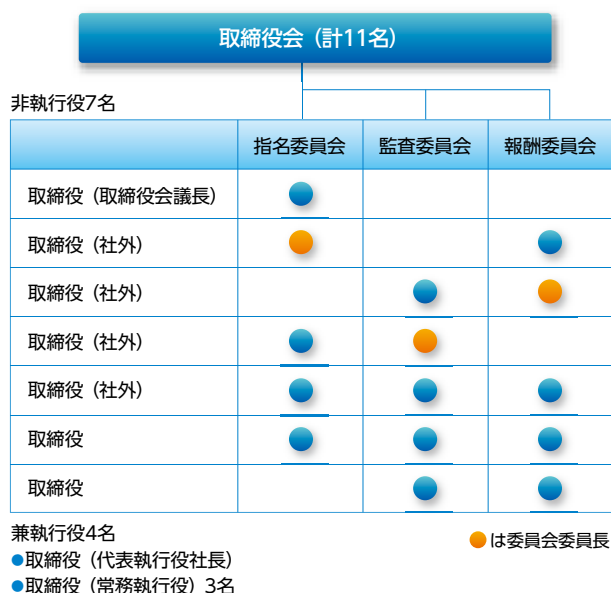 取締役会（計11名）
非執行役7名
指名委員会 監査委員会 報酬委員会
取締役（取締役会議長）
取締役（社外）
取締役（社外）
取締役（社外）
取締役（社外）
取締役
取締役
兼執行役4名
●は委員会委員長
●取締役（代表執行役社長）
●取締役（常務執行役）3名